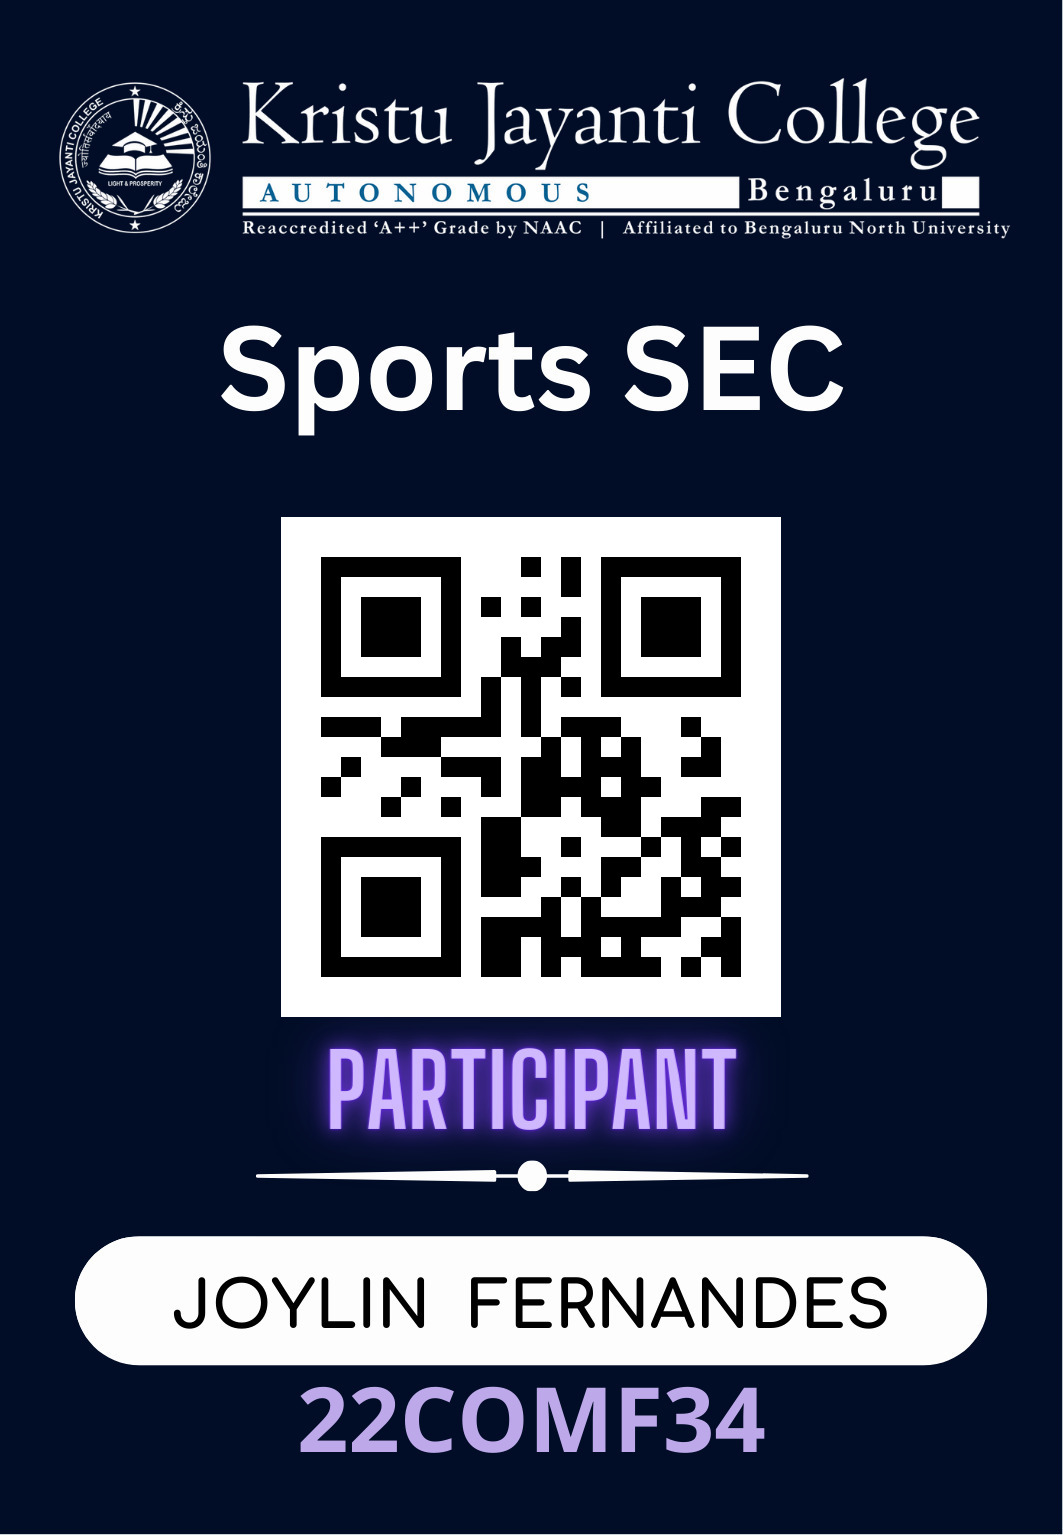 KRISTU JAYANTI COLLEGE
LIGHT & PROSPERITY
Kristu Jayanti College
AUTONOMOUS Bengaluru
Reaccredited ‘A++’ Grade by NAAC | Affiliated to Bengaluru North University
Sports SEC
PARTICIPANT
JOYLIN FERNANDES
22COMF34